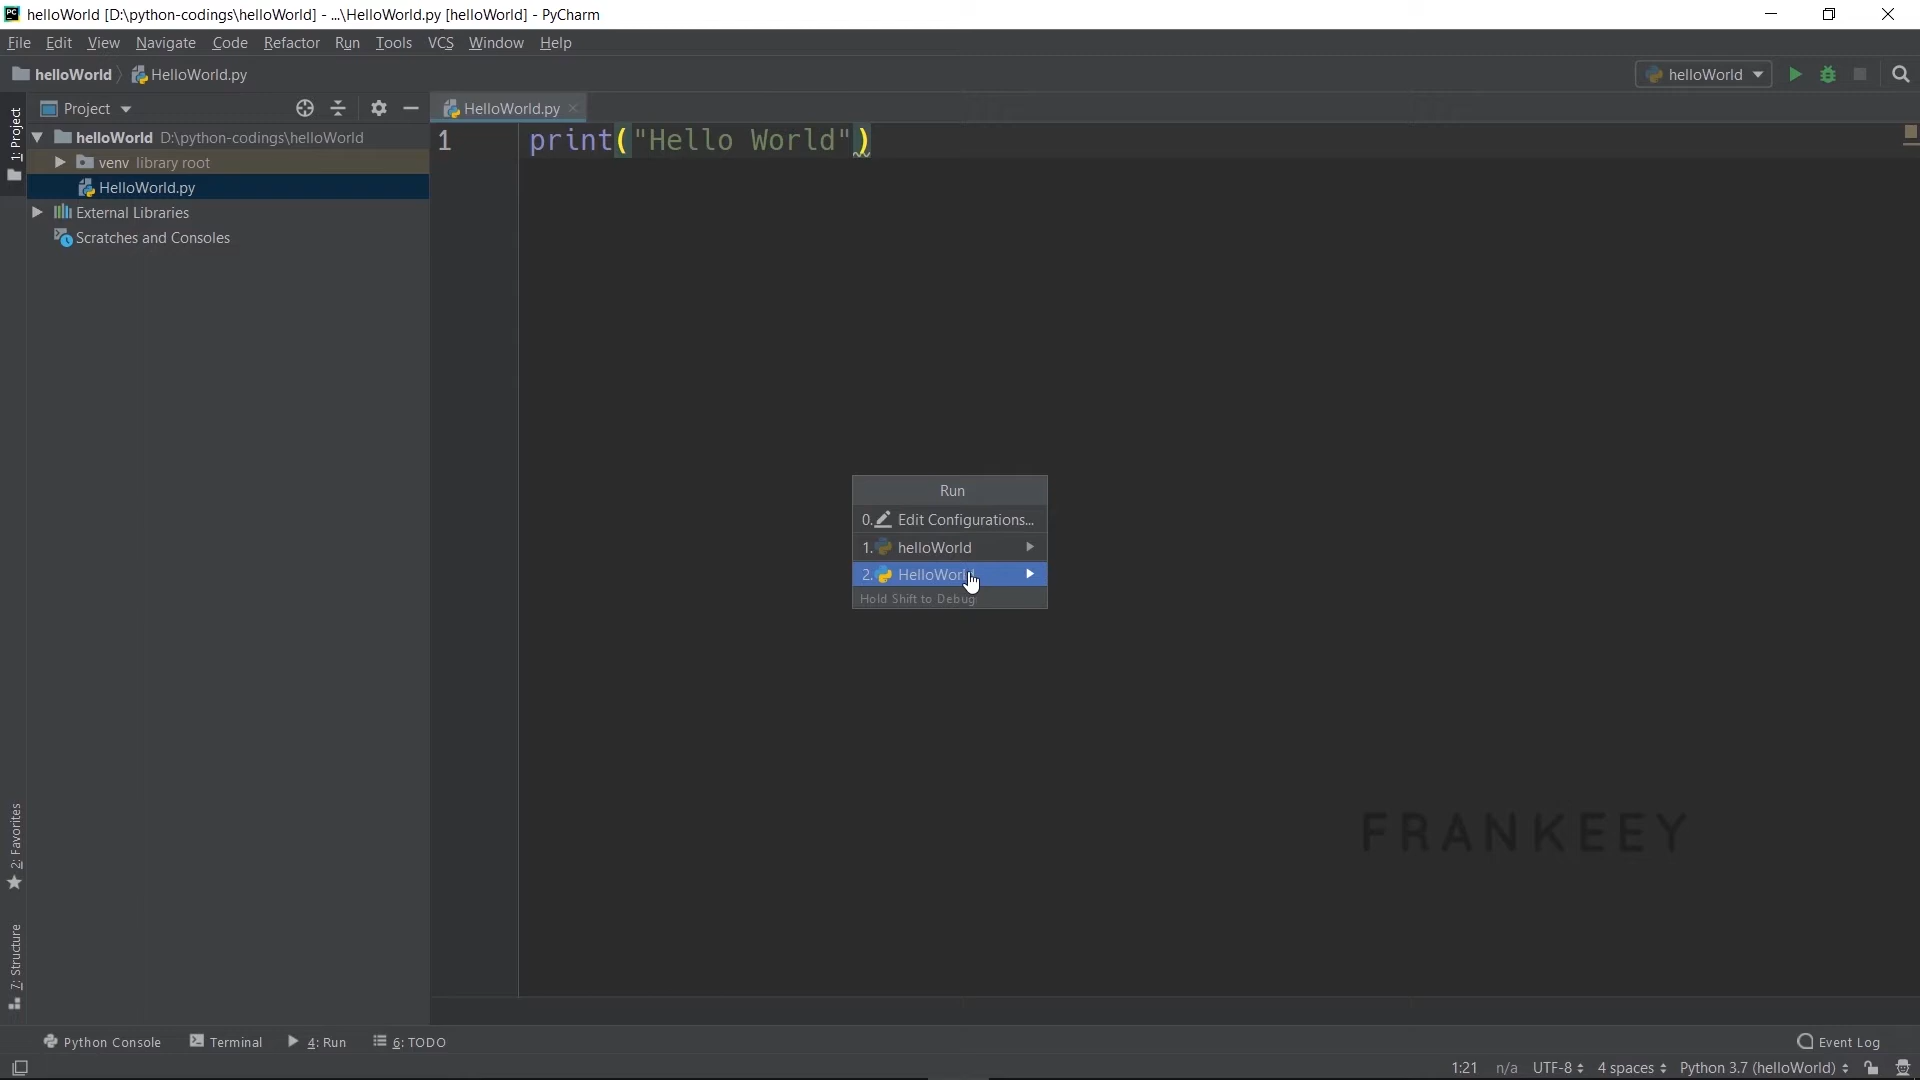 helloWorld [D:\python-codings\helloWorld] - ...\HelloWorld.py [helloWorld] - PyCharm
File Edit View Navigate Code Refactor Run Tools VCS Window Help
helloWorld HelloWorld.py
helloWorld
1: Project
Project
helloWorld D:\python-codings\helloWorld
venv library root
HelloWorld.py
External Libraries
Scratches and Consoles
HelloWorld.py
1 print("Hello World")
Run
0. Edit Configurations...
1. helloWorld
2. HelloWorld
Hold Shift to Debug
FRANKEEY
2: Favorites
7: Structure
Python Console Terminal 4: Run 6: TODO Event Log
1:21 n/a UTF-8 4 spaces Python 3.7 (helloWorld)